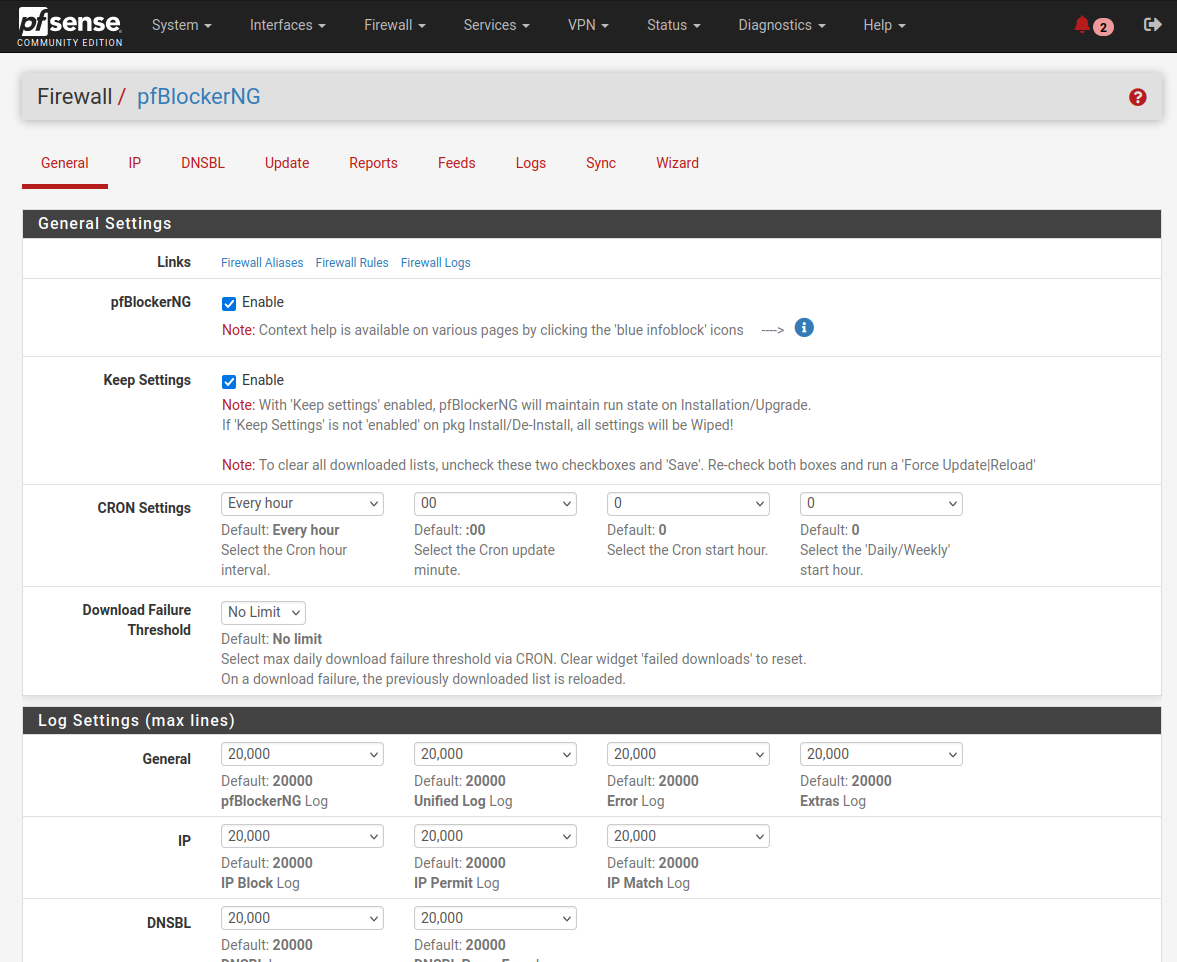 pfsense
COMMUNITY EDITION
System Interfaces Firewall Services VPN Status Diagnostics Help 2
Firewall / pfBlockerNG
General IP DNSBL Update Reports Feeds Logs Sync Wizard
General Settings
Links Firewall Aliases Firewall Rules Firewall Logs
pfBlockerNG Enable
Note: Context help is available on various pages by clicking the 'blue infoblock' icons ---->
Keep Settings Enable
Note: With 'Keep settings' enabled, pfBlockerNG will maintain run state on Installation/Upgrade.
If 'Keep Settings' is not 'enabled' on pkg Install/De-Install, all settings will be Wiped!
Note: To clear all downloaded lists, uncheck these two checkboxes and 'Save'. Re-check both boxes and run a 'Force Update|Reload'
CRON Settings Every hour 00 0 0
Default: Every hour Default: :00 Default: 0 Default: 0
Select the Cron hour Select the Cron update Select the Cron start hour. Select the 'Daily/Weekly'
interval. minute. start hour.
Download Failure No Limit
Threshold
Default: No limit
Select max daily download failure threshold via CRON. Clear widget 'failed downloads' to reset.
On a download failure, the previously downloaded list is reloaded.
Log Settings (max lines)
General 20,000 20,000 20,000 20,000
Default: 20000 Default: 20000 Default: 20000 Default: 20000
pfBlockerNG Log Unified Log Log Error Log Extras Log
IP 20,000 20,000 20,000
Default: 20000 Default: 20000 Default: 20000
IP Block Log IP Permit Log IP Match Log
DNSBL 20,000 20,000
Default: 20000 Default: 20000